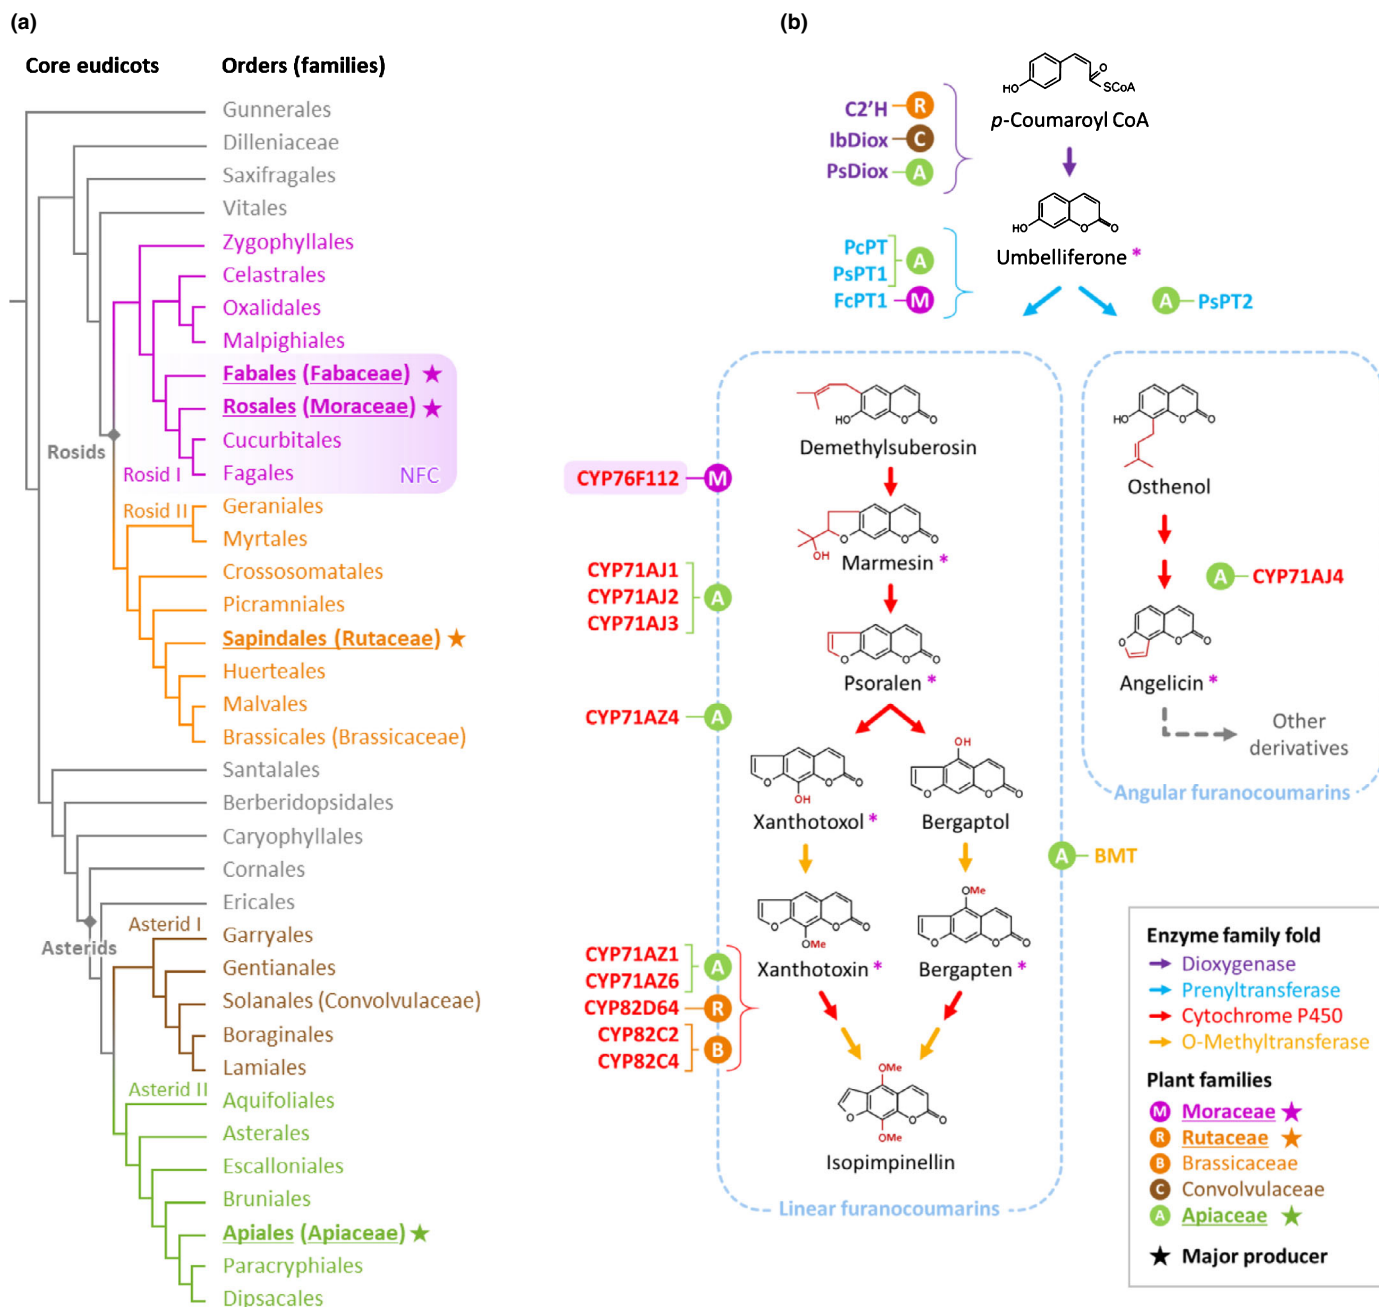 (a)
Core eudicots
Orders (families)
Gunnerales
Dilleniaceae
Saxifragales
Vitales
Zygophyllales
Celastrales
Oxalidales
Malpighiales
Fabales (Fabaceae) ★
Rosales (Moraceae) ★
Cucurbitales
Fagales
NFC
Rosids
Rosid I
Rosid II
Geraniales
Myrtales
Crossosomatales
Picramniales
Sapindales (Rutaceae) ★
Huerteales
Malvales
Brassicales (Brassicaceae)
Santalales
Berberidopsidales
Caryophyllales
Cornales
Ericales
Asterids
Asterid I
Garryales
Gentianales
Solanales (Convolvulaceae)
Boraginales
Lamiales
Asterid II
Aquifoliales
Asterales
Escalloniales
Bruniales
Apiales (Apiaceae) ★
Paracryphiales
Dipsacales
(b)
HO
O
SCoA
p-Coumaroyl CoA
C2’H R
IbDiox C
PsDiox A
HO O O
Umbelliferone *
PcPT
PsPT1
A
FcPT1 M
A PsPT2
HO O O
Demethylsuberosin
CYP76F112 M
O O O
OH
Marmesin *
CYP71AJ1
CYP71AJ2
CYP71AJ3
A
O O O
Psoralen *
CYP71AZ4 A
O O O
OH
Xanthotoxol *
OH
O O O
Bergaptol
A BMT
O O O
OMe
Xanthotoxin *
OMe
O O O
Bergapten *
CYP71AZ1
CYP71AZ6
A
CYP82D64 R
CYP82C2
CYP82C4
B
OMe
O O O
OMe
Isopimpinellin
Linear furanocoumarins
HO O O
Osthenol
A CYP71AJ4
O O O
Angelicin *
Other
derivatives
Angular furanocoumarins
Enzyme family fold
Dioxygenase
Prenyltransferase
Cytochrome P450
O-Methyltransferase
Plant families
M Moraceae ★
R Rutaceae ★
B Brassicaceae
C Convolvulaceae
A Apiaceae ★
★ Major producer